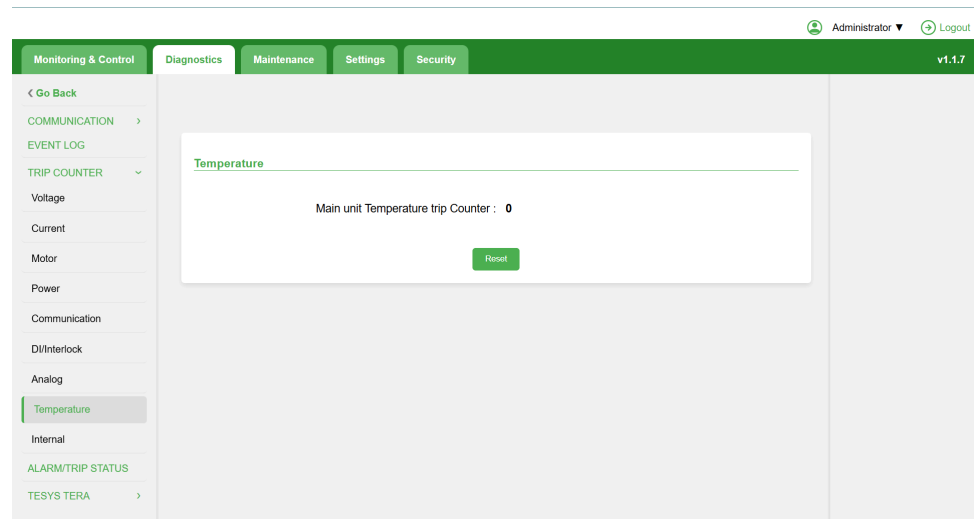 Administrator ▼ Logout
Monitoring & Control Diagnostics Maintenance Settings Security v1.1.7
Go Back
COMMUNICATION
EVENT LOG
TRIP COUNTER
Voltage
Current
Motor
Power
Communication
DI/Interlock
Analog
Temperature
Internal
ALARM/TRIP STATUS
TESYS TERA
Temperature
Main unit Temperature trip Counter : 0
Reset